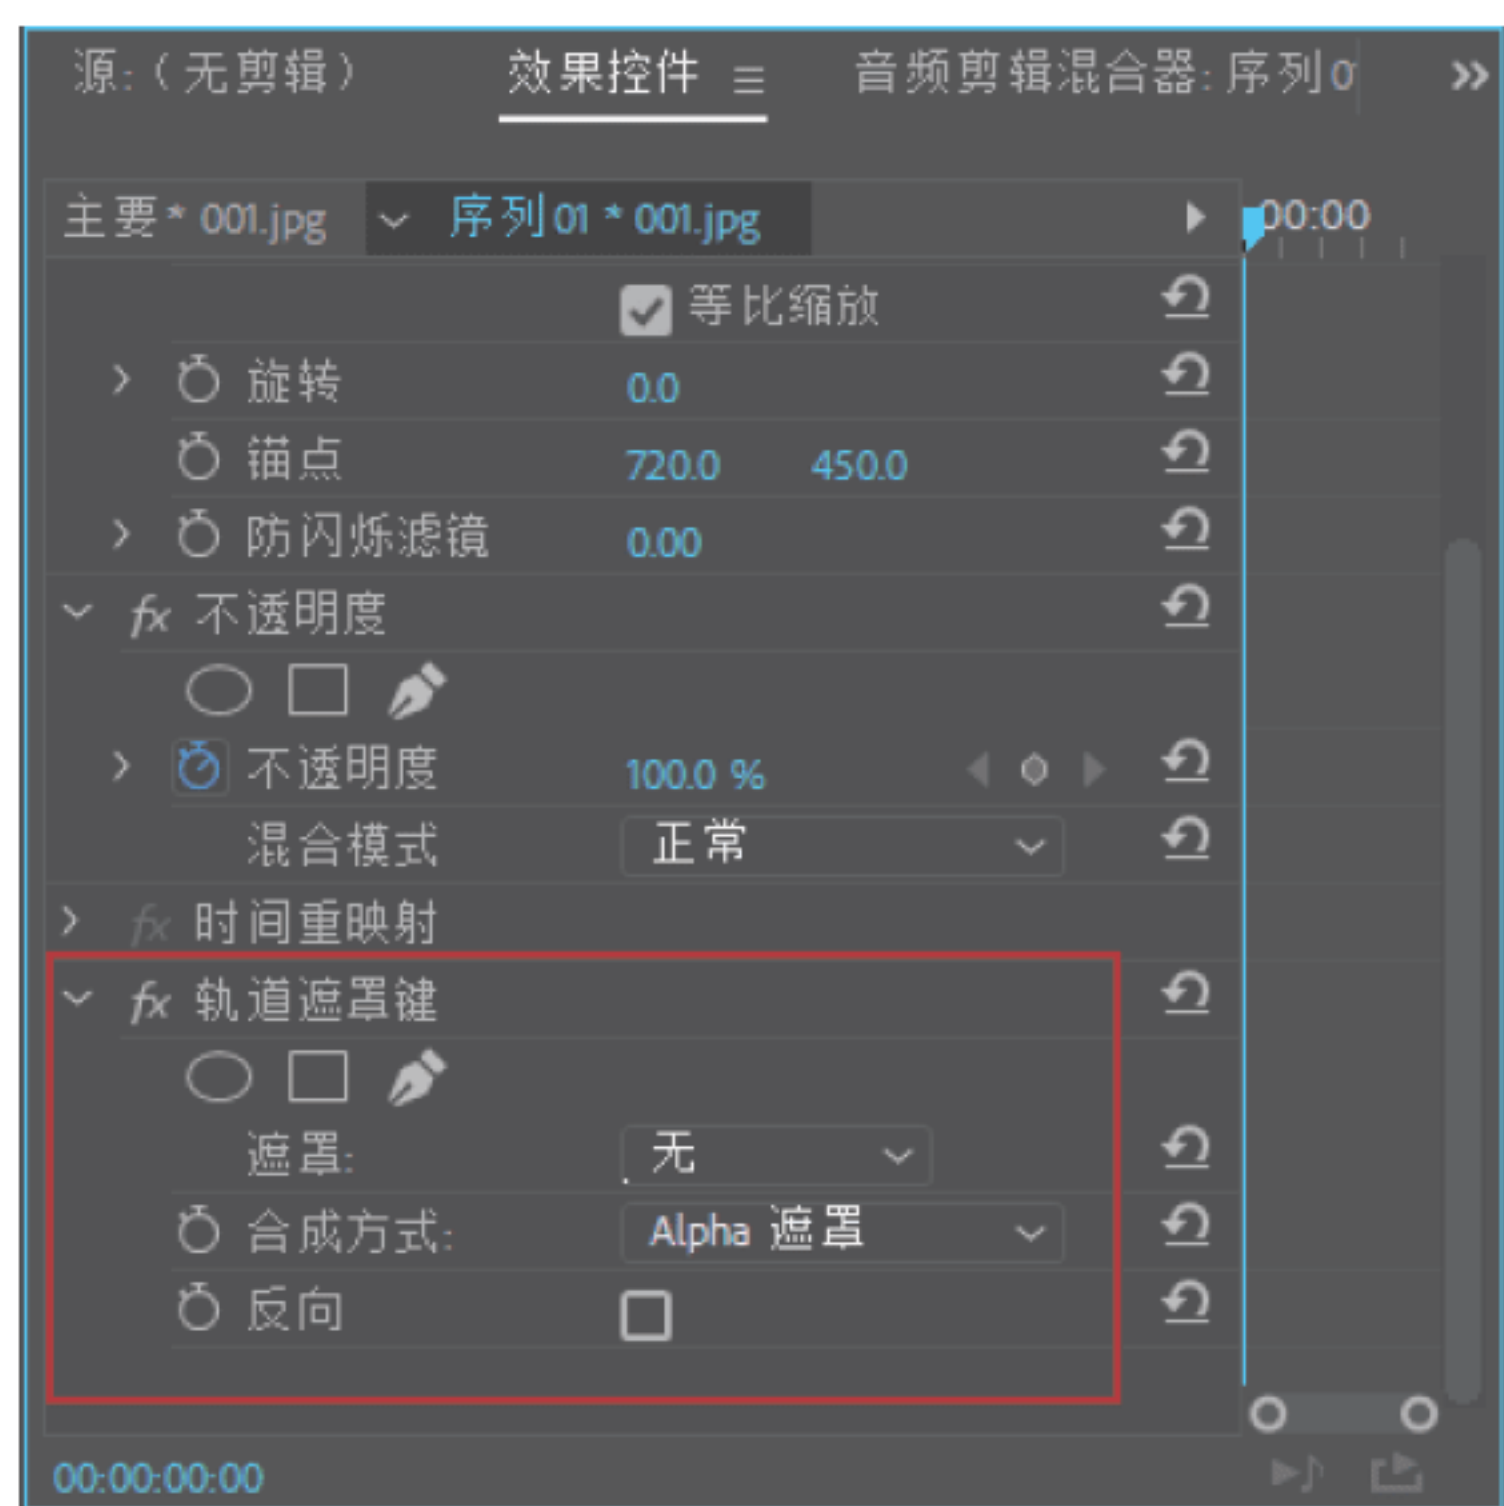 源:（无剪辑） 效果控件 音频剪辑混合器: 序列 0
主要* 001.jpg 序列 01 * 001.jpg 00:00
等比缩放
旋转 0.0
锚点 720.0 450.0
防闪烁滤镜 0.00
fx 不透明度
不透明度 100.0 %
混合模式 正常
fx 时间重映射
fx 轨道遮罩键
遮罩: 无
合成方式: Alpha 遮罩
反向
00:00:00:00